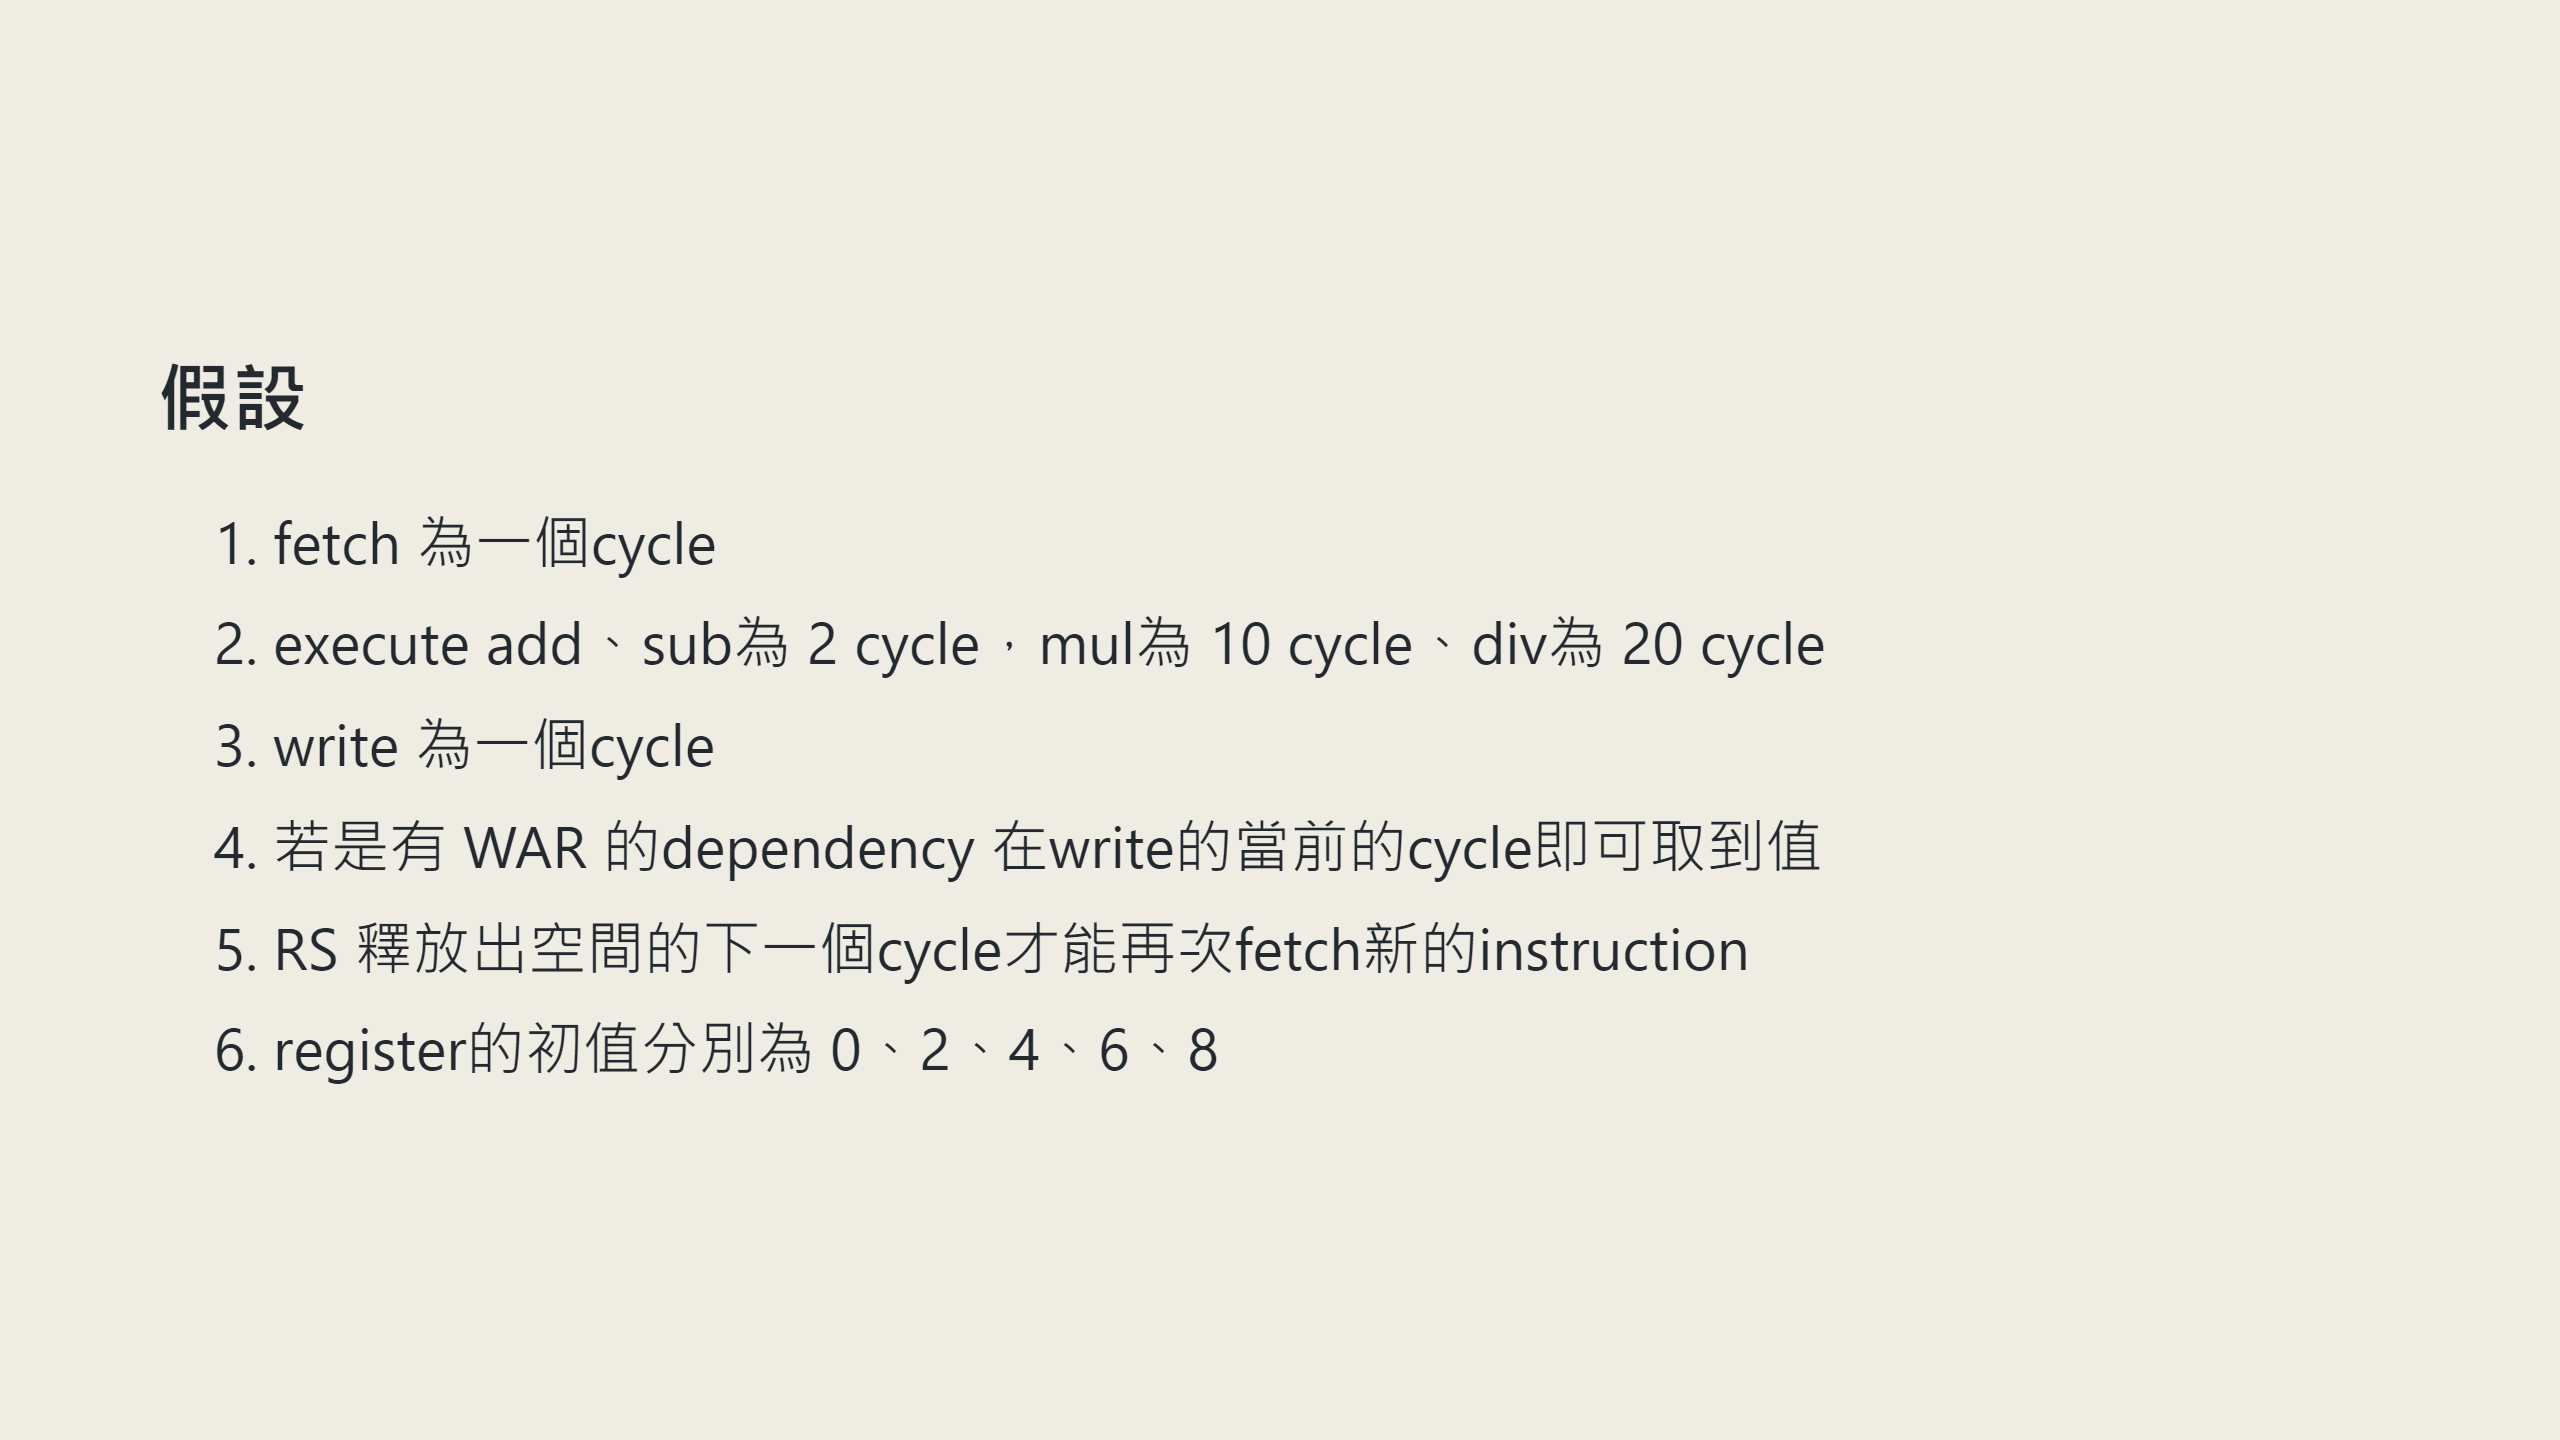 假設
1. fetch 為一個cycle
2. execute add、sub為 2 cycle，mul為 10 cycle、div為 20 cycle
3. write 為一個cycle
4. 若是有 WAR 的dependency 在write的當前的cycle即可取到值
5. RS 釋放出空間的下一個cycle才能再次fetch新的instruction
6. register的初值分別為 0、2、4、6、8